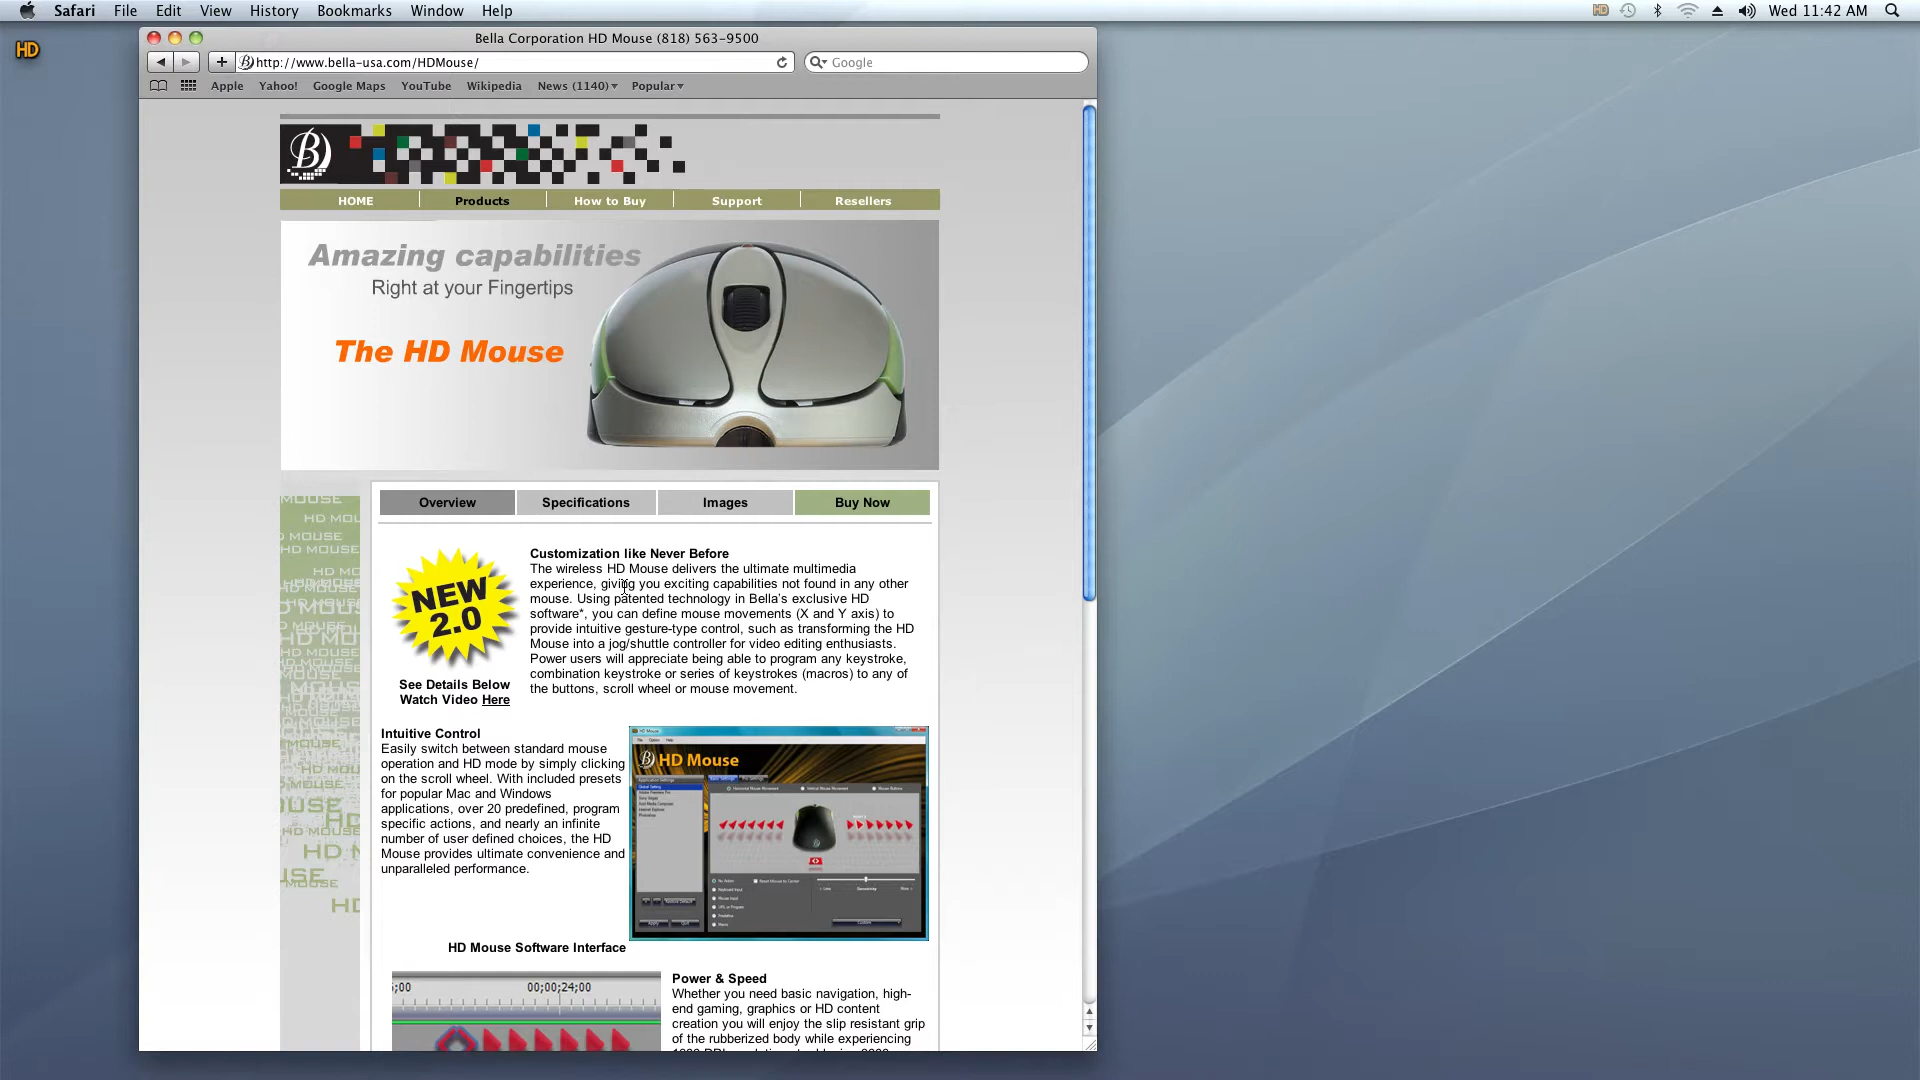 Safari File Edit View History Bookmarks Window Help
HD Wed 11:42 AM
HD
Bella Corporation HD Mouse (818) 563-9500
http://www.bella-usa.com/HDMouse/
Google
Apple Yahoo! Google Maps YouTube Wikipedia News (1140) Popular
B
HOME Products How to Buy Support Resellers
Amazing capabilities
Right at your Fingertips
The HD Mouse
Overview Specifications Images Buy Now
NEW
2.0
See Details Below
Watch Video Here
Customization like Never Before
The wireless HD Mouse delivers the ultimate multimedia
experience, giving you exciting capabilities not found in any other
mouse. Using patented technology in Bella's exclusive HD
software*, you can define mouse movements (X and Y axis) to
provide intuitive gesture-type control, such as transforming the HD
Mouse into a jog/shuttle controller for video editing enthusiasts.
Power users will appreciate being able to program any keystroke,
combination keystroke or series of keystrokes (macros) to any of
the buttons, scroll wheel or mouse movement.
Intuitive Control
Easily switch between standard mouse
operation and HD mode by simply clicking
on the scroll wheel. With included presets
for popular Mac and Windows
applications, over 20 predefined, program
specific actions, and nearly an infinite
number of user defined choices, the HD
Mouse provides ultimate convenience and
unparalleled performance.
HD Mouse
HD Mouse Software Interface
00;00;24;00
Power & Speed
Whether you need basic navigation, high-
end gaming, graphics or HD content
creation you will enjoy the slip resistant grip
of the rubberized body while experiencing